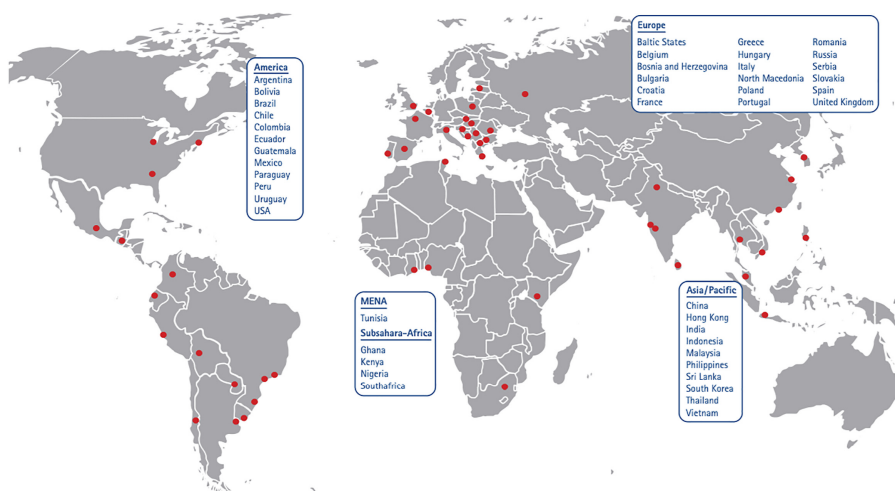 America
Argentina
Bolivia
Brazil
Chile
Colombia
Ecuador
Guatemala
Mexico
Paraguay
Peru
Uruguay
USA
Europe
Baltic States
Belgium
Bosnia and Herzegovina
Bulgaria
Croatia
France
Greece
Hungary
Italy
North Macedonia
Poland
Portugal
Romania
Russia
Serbia
Slovakia
Spain
United Kingdom
MENA
Tunisia
Subsahara-Africa
Ghana
Kenya
Nigeria
Southafrica
Asia/Pacific
China
Hong Kong
India
Indonesia
Malaysia
Philippines
Sri Lanka
South Korea
Thailand
Vietnam